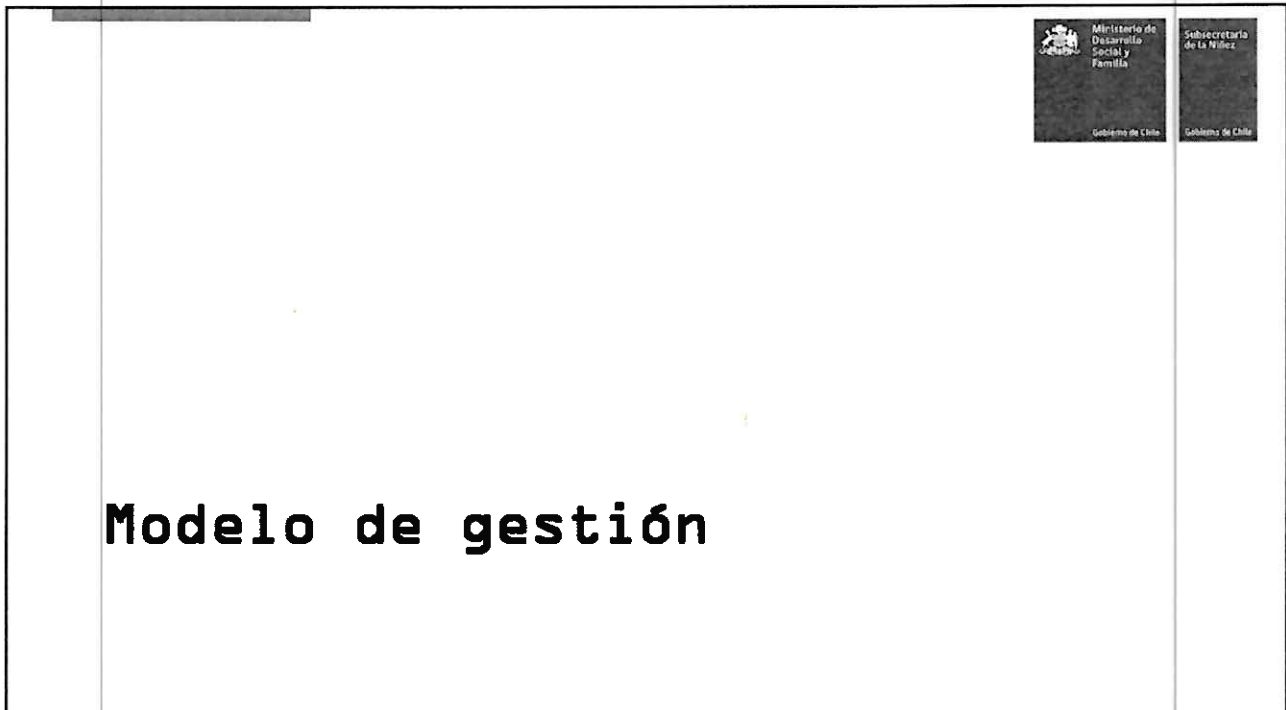 Ministerio de
Desarrollo
Social y
Familia
Gobierno de Chile
Subsecretaría
de la Niñez
Gobierno de Chile
Modelo de gestión